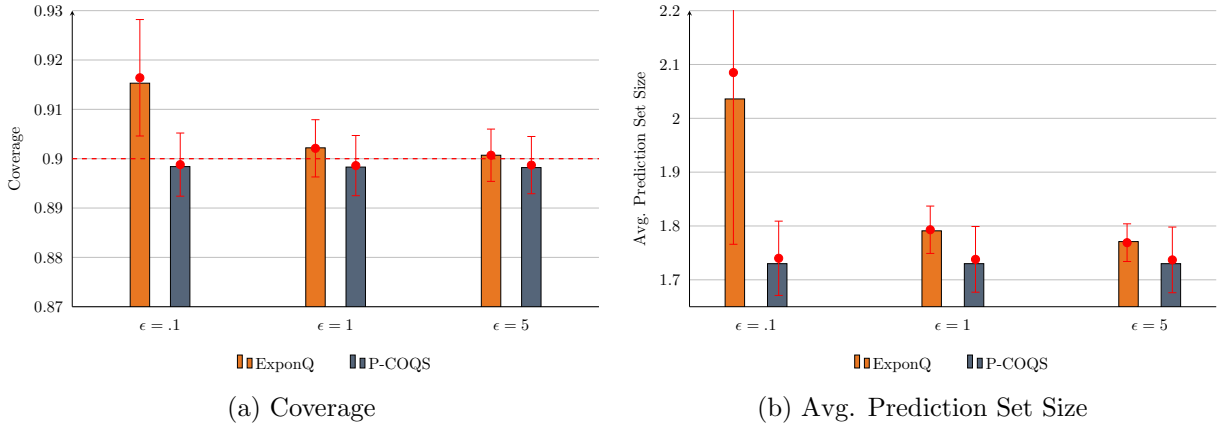 0.93
0.92
0.91
0.9
0.89
0.88
0.87
Coverage
ϵ = .1
ϵ = 1
ϵ = 5
ExponQ
P-COQS
(a) Coverage
2.2
2.1
2
1.9
1.8
1.7
Avg. Prediction Set Size
ϵ = .1
ϵ = 1
ϵ = 5
ExponQ
P-COQS
(b) Avg. Prediction Set Size